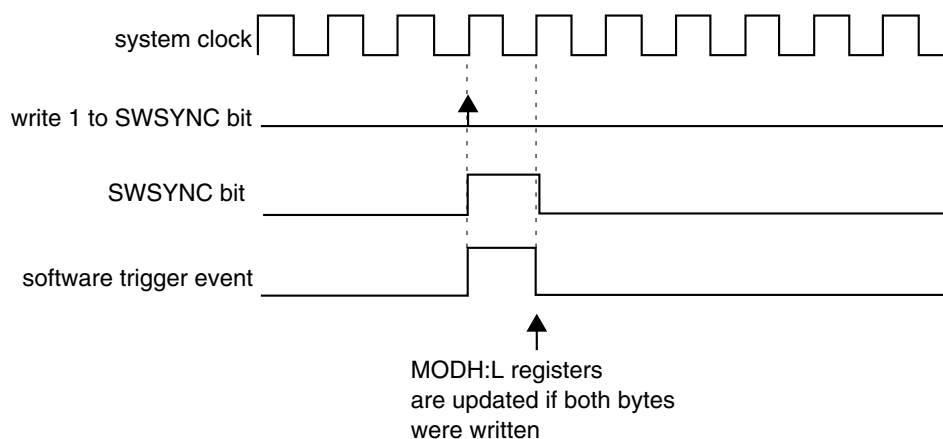 system clock
write 1 to SWSYNC bit
SWSYNC bit
software trigger event
MODH:L registers
are updated if both bytes
were written